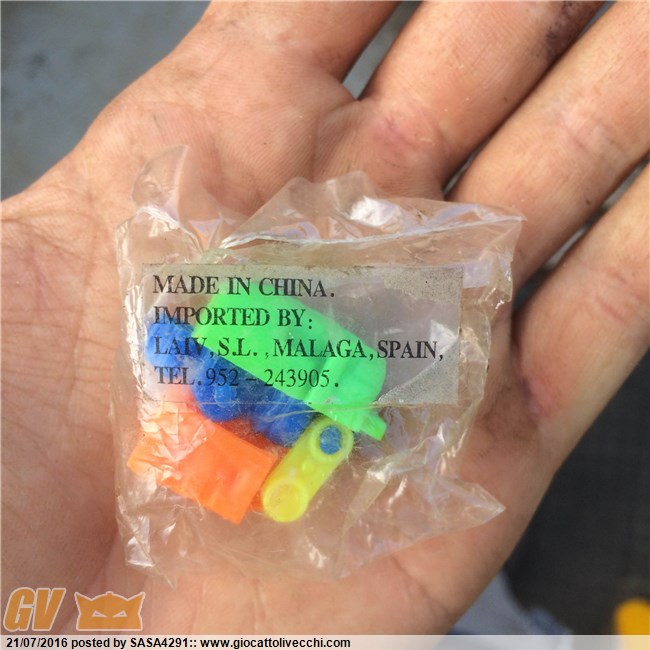 MADE IN CHINA.
IMPORTED BY:
LAIV,S.L.,MALAGA,SPAIN,
TEL.952-243905.
GV
21/07/2016 posted by SASA4291:: www.giocattolivecchi.com